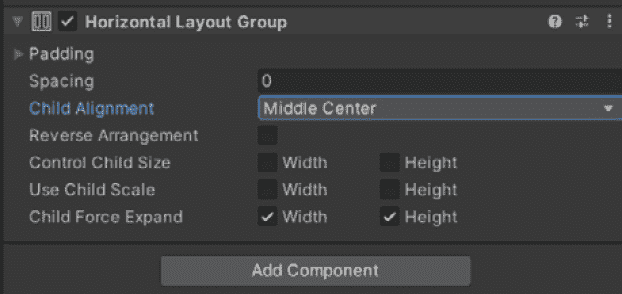 Horizontal Layout Group
Padding
Spacing 0
Child Alignment Middle Center
Reverse Arrangement
Control Child Size Width Height
Use Child Scale Width Height
Child Force Expand Width Height
Add Component